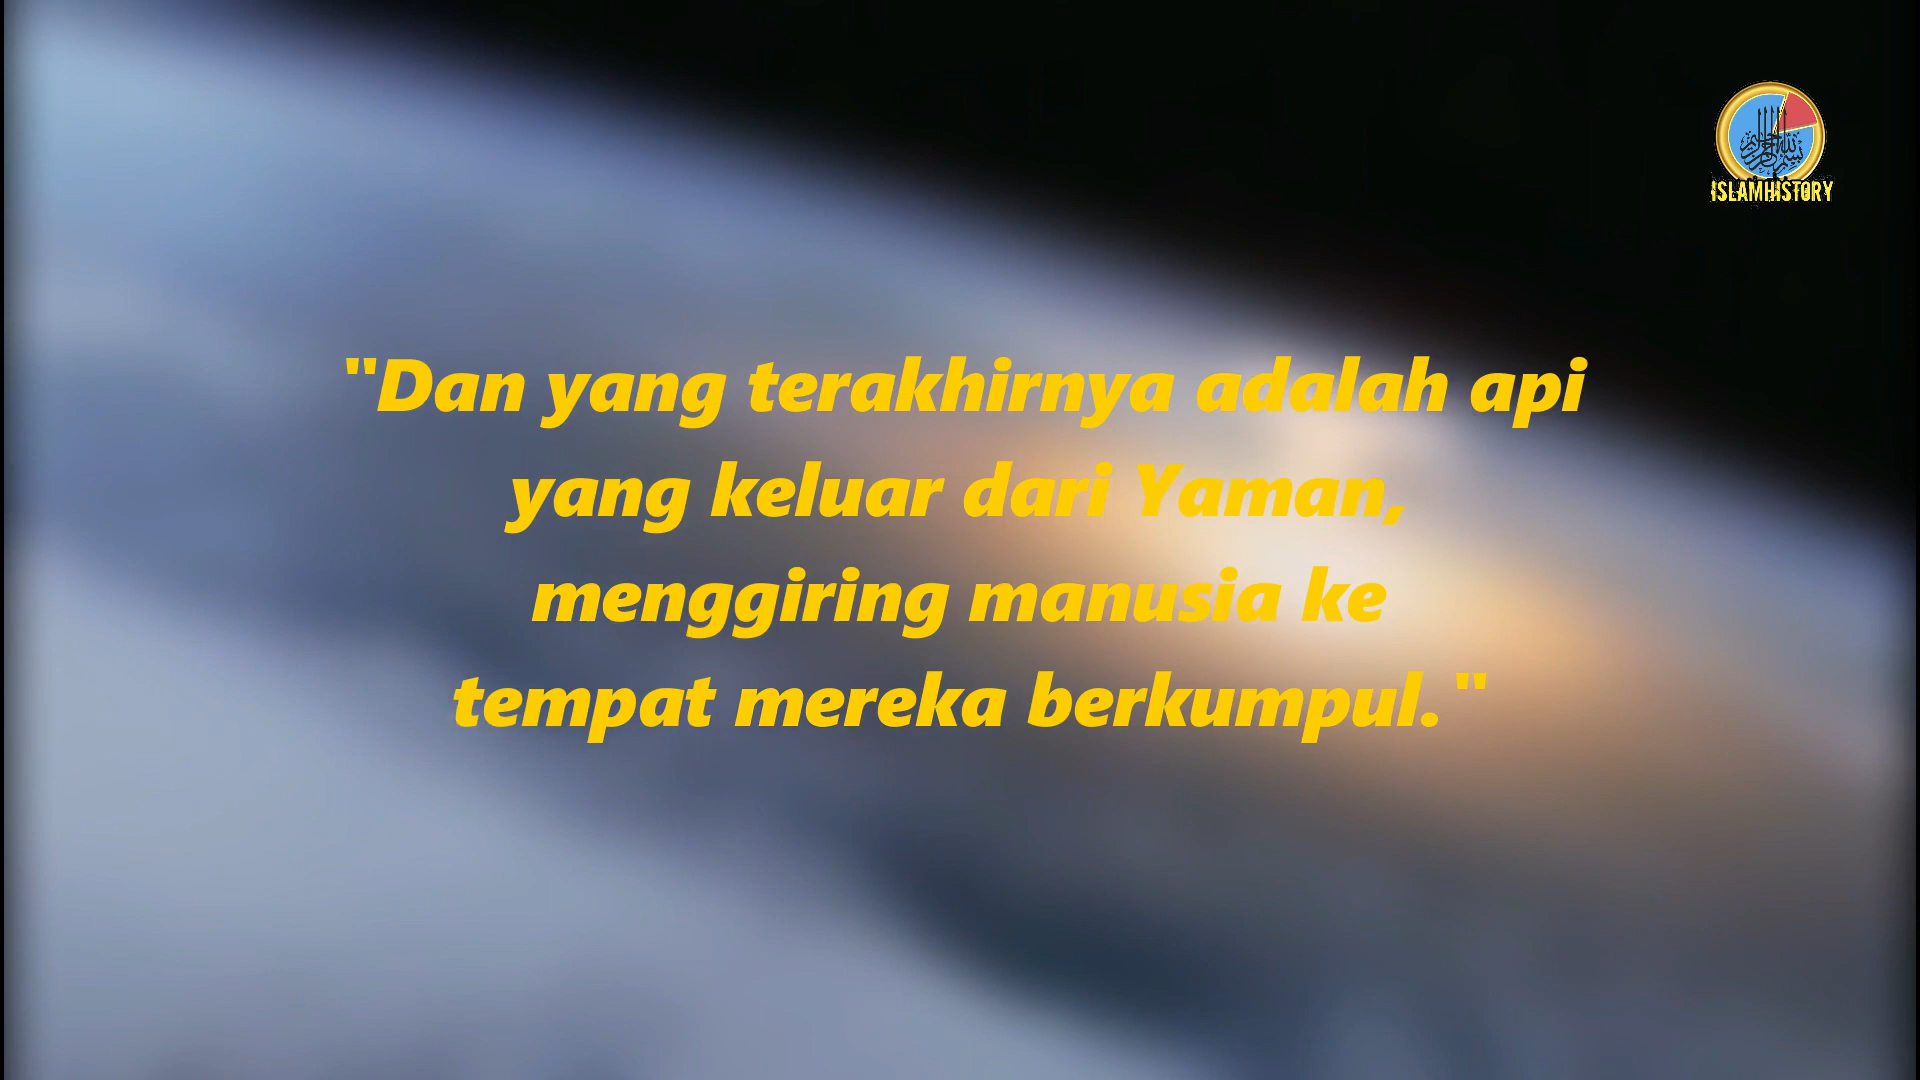 ISLAMHISTORY
"Dan yang terakhirnya adalah api
yang keluar dari Yaman,
menggiring manusia ke
tempat mereka berkumpul."